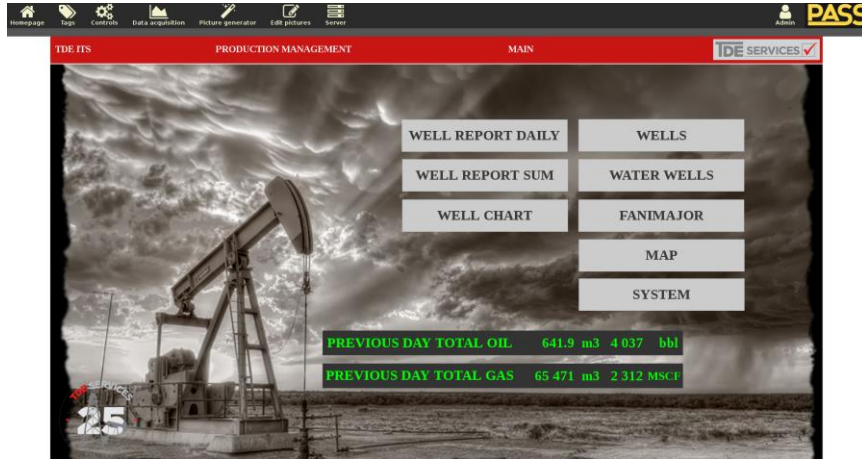 Homepage Tags Controls Data acquisition Picture generator Edit pictures Server Admin PASS
TDE ITS PRODUCTION MANAGEMENT MAIN TDE SERVICES
WELL REPORT DAILY WELLS
WELL REPORT SUM WATER WELLS
WELL CHART FANIMAJOR
MAP
SYSTEM
PREVIOUS DAY TOTAL OIL 641.9 m3 4 037 bbl
PREVIOUS DAY TOTAL GAS 65 471 m3 2 312 MSCF
TDE SERVICES
25